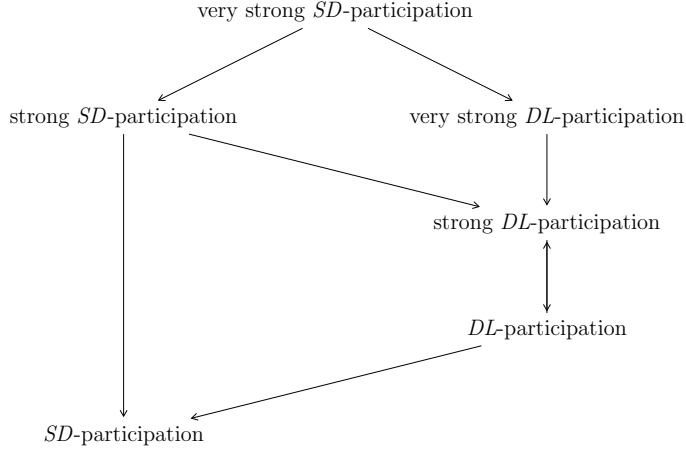 very strong SD-participation
strong SD-participation
very strong DL-participation
strong DL-participation
DL-participation
SD-participation